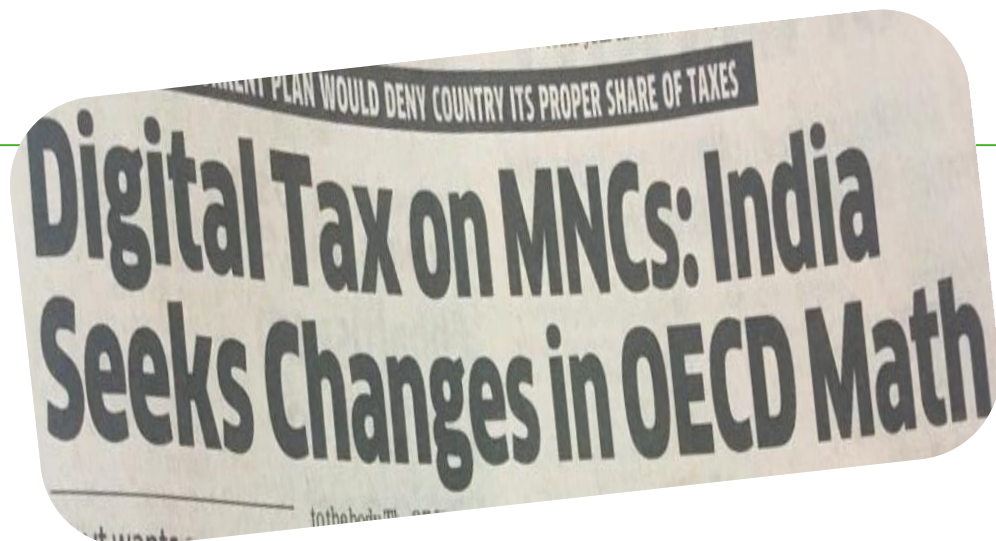 PLAN WOULD DENY COUNTRY ITS PROPER SHARE OF TAXES
Digital Tax on MNCs: India
Seeks Changes in OECD Math